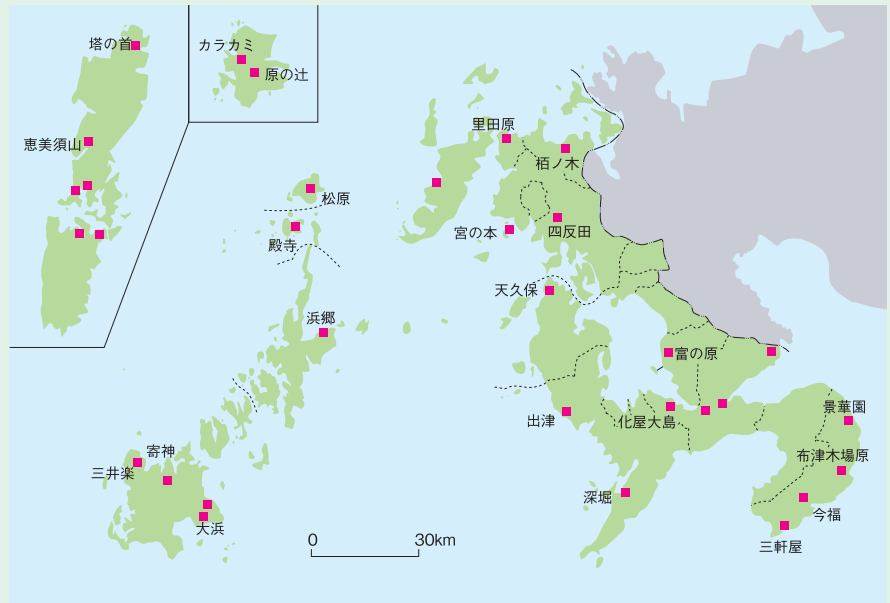 塔の首
カラカミ
原の辻
恵美須山
里田原
栢ノ木
松原
宮の本
四反田
殿寺
天久保
浜郷
富の原
出津
化屋大島
景華園
寄神
三井楽
布津木場原
深堀
今福
大浜
三軒屋
0
30km